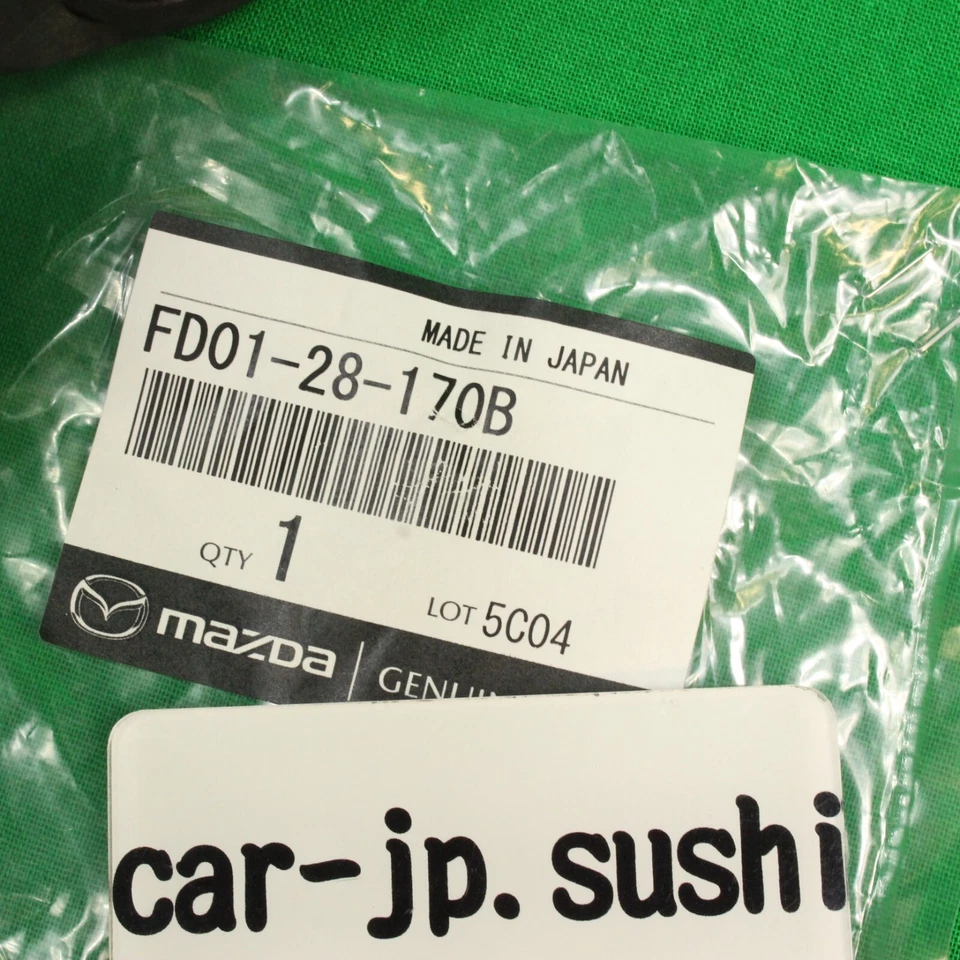 MADE IN JAPAN
FD01-28-170B
QTY 1
LOT 5C04
mazda
car-jp.sushi